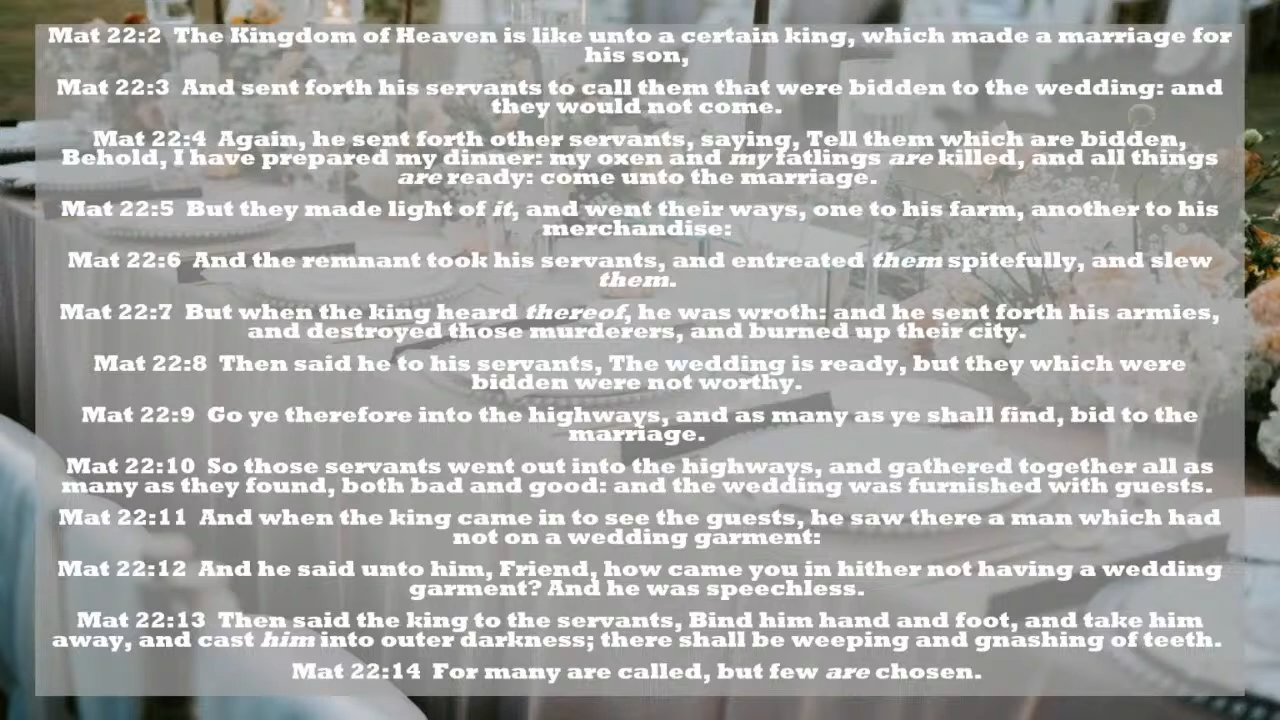 Mat 22:2 The Kingdom of Heaven is like unto a certain king, which made a marriage for
his son,
Mat 22:3 And sent forth his servants to call them that were bidden to the wedding: and
they would not come.
Mat 22:4 Again, he sent forth other servants, saying, Tell them which are bidden,
Behold, I have prepared my dinner: my oxen and my fatlings are killed, and all things
are ready: come unto the marriage.
Mat 22:5 But they made light of it, and went their ways, one to his farm, another to his
merchandise:
Mat 22:6 And the remnant took his servants, and entreated them spitefully, and slew
them.
Mat 22:7 But when the king heard thereof, he was wroth: and he sent forth his armies,
and destroyed those murderers, and burned up their city.
Mat 22:8 Then said he to his servants, The wedding is ready, but they which were
bidden were not worthy.
Mat 22:9 Go ye therefore into the highways, and as many as ye shall find, bid to the
marriage.
Mat 22:10 So those servants went out into the highways, and gathered together all as
many as they found, both bad and good: and the wedding was furnished with guests.
Mat 22:11 And when the king came in to see the guests, he saw there a man which had
not on a wedding garment:
Mat 22:12 And he said unto him, Friend, how came you in hither not having a wedding
garment? And he was speechless.
Mat 22:13 Then said the king to the servants, Bind him hand and foot, and take him
away, and cast him into outer darkness; there shall be weeping and gnashing of teeth.
Mat 22:14 For many are called, but few are chosen.